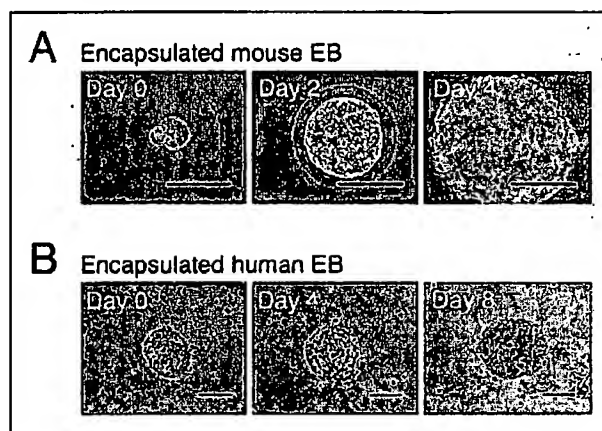 A Encapsulated mouse EB
Day 0 Day 2 Day 4
B Encapsulated human EB
Day 0 Day 4 Day 8